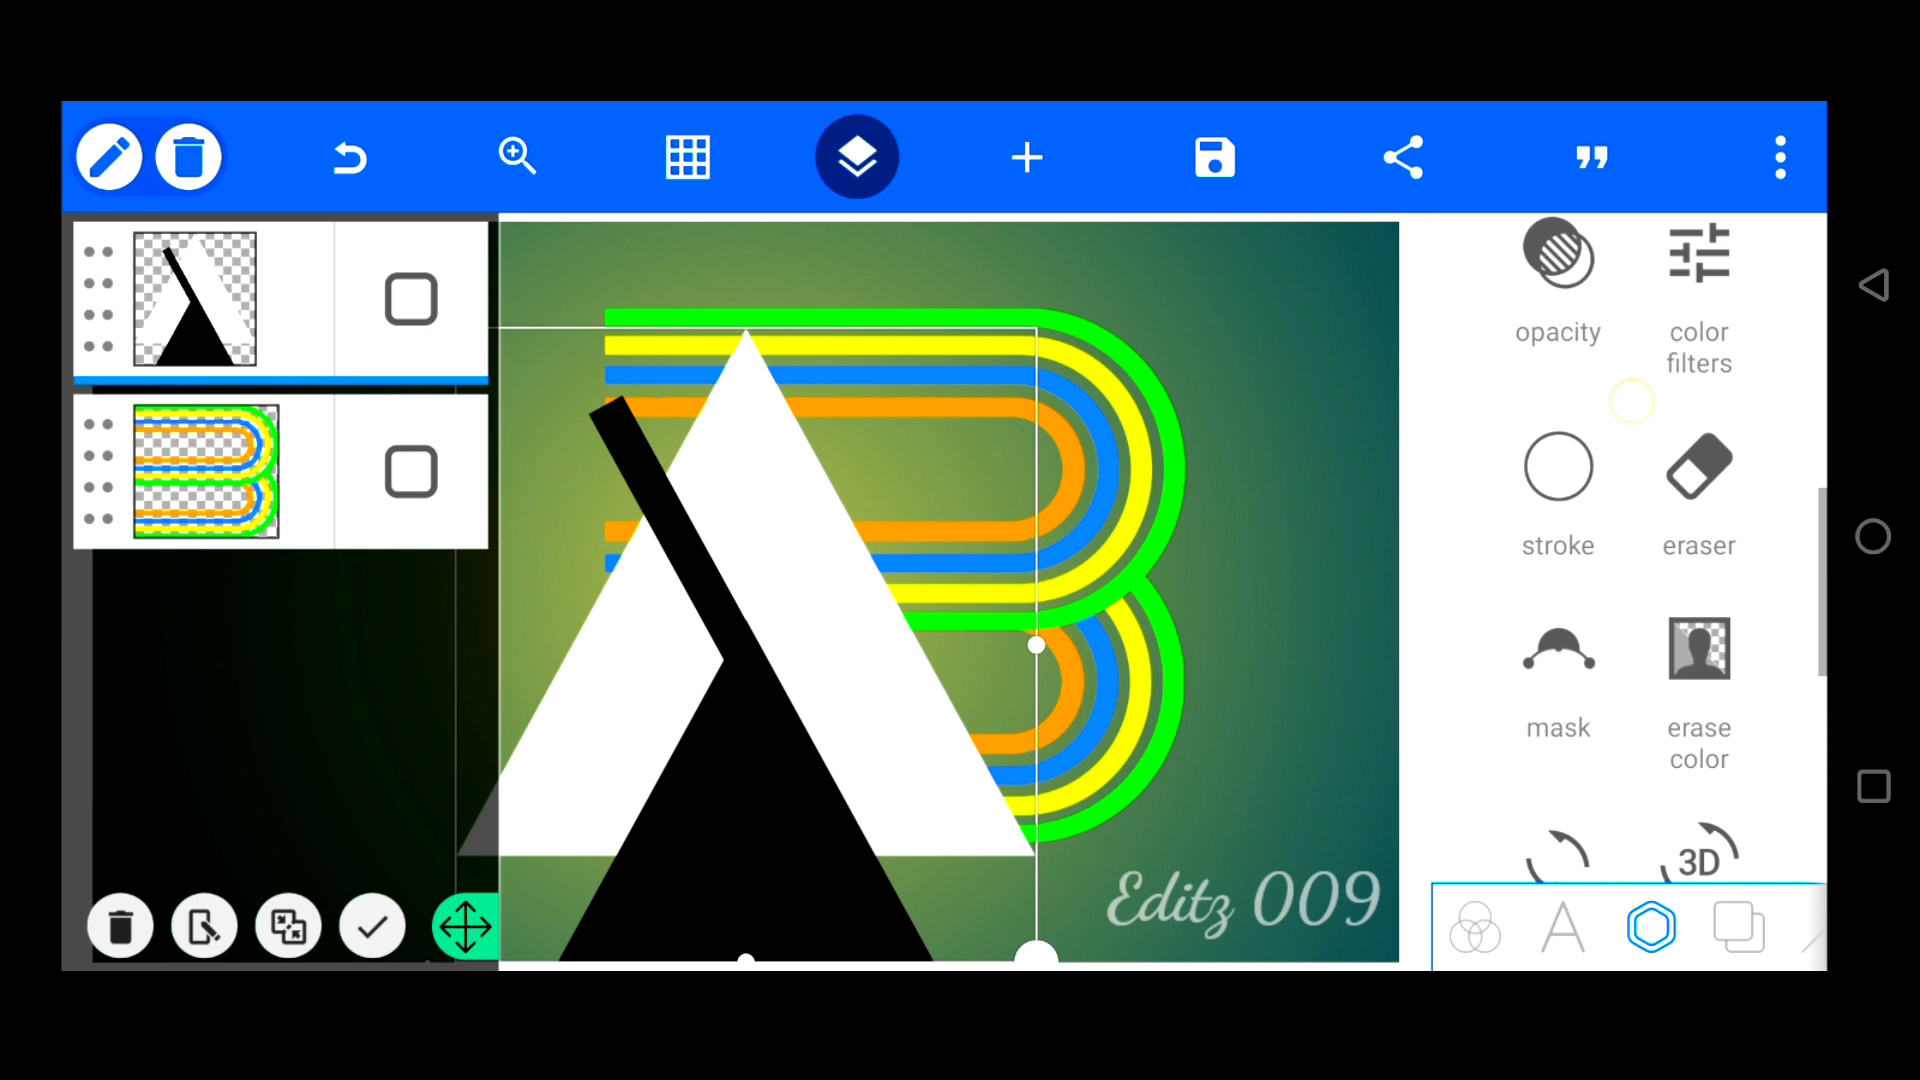 opacity
color
filters
stroke
eraser
mask
erase
color
3D
A
Editz 009